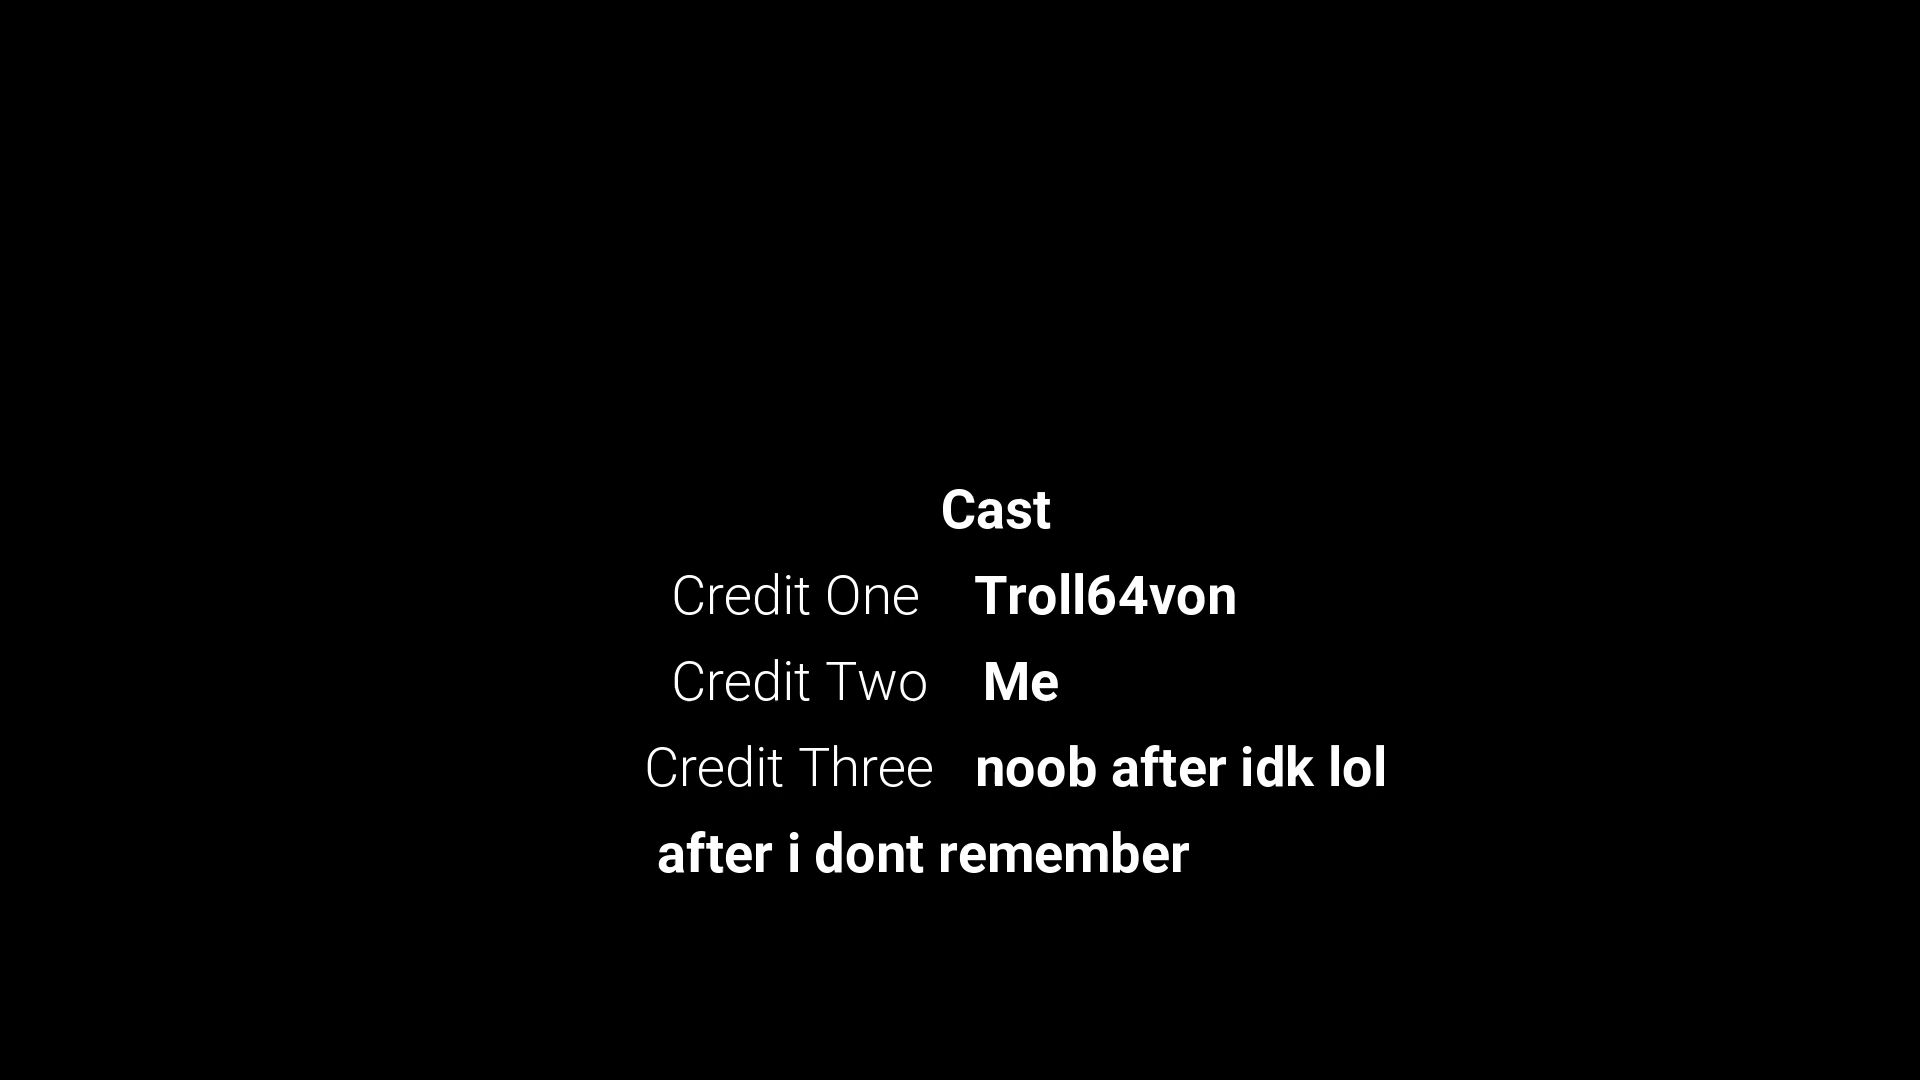 Cast
Credit One Troll64von
Credit Two Me
Credit Three noob after idk lol
after i dont remember